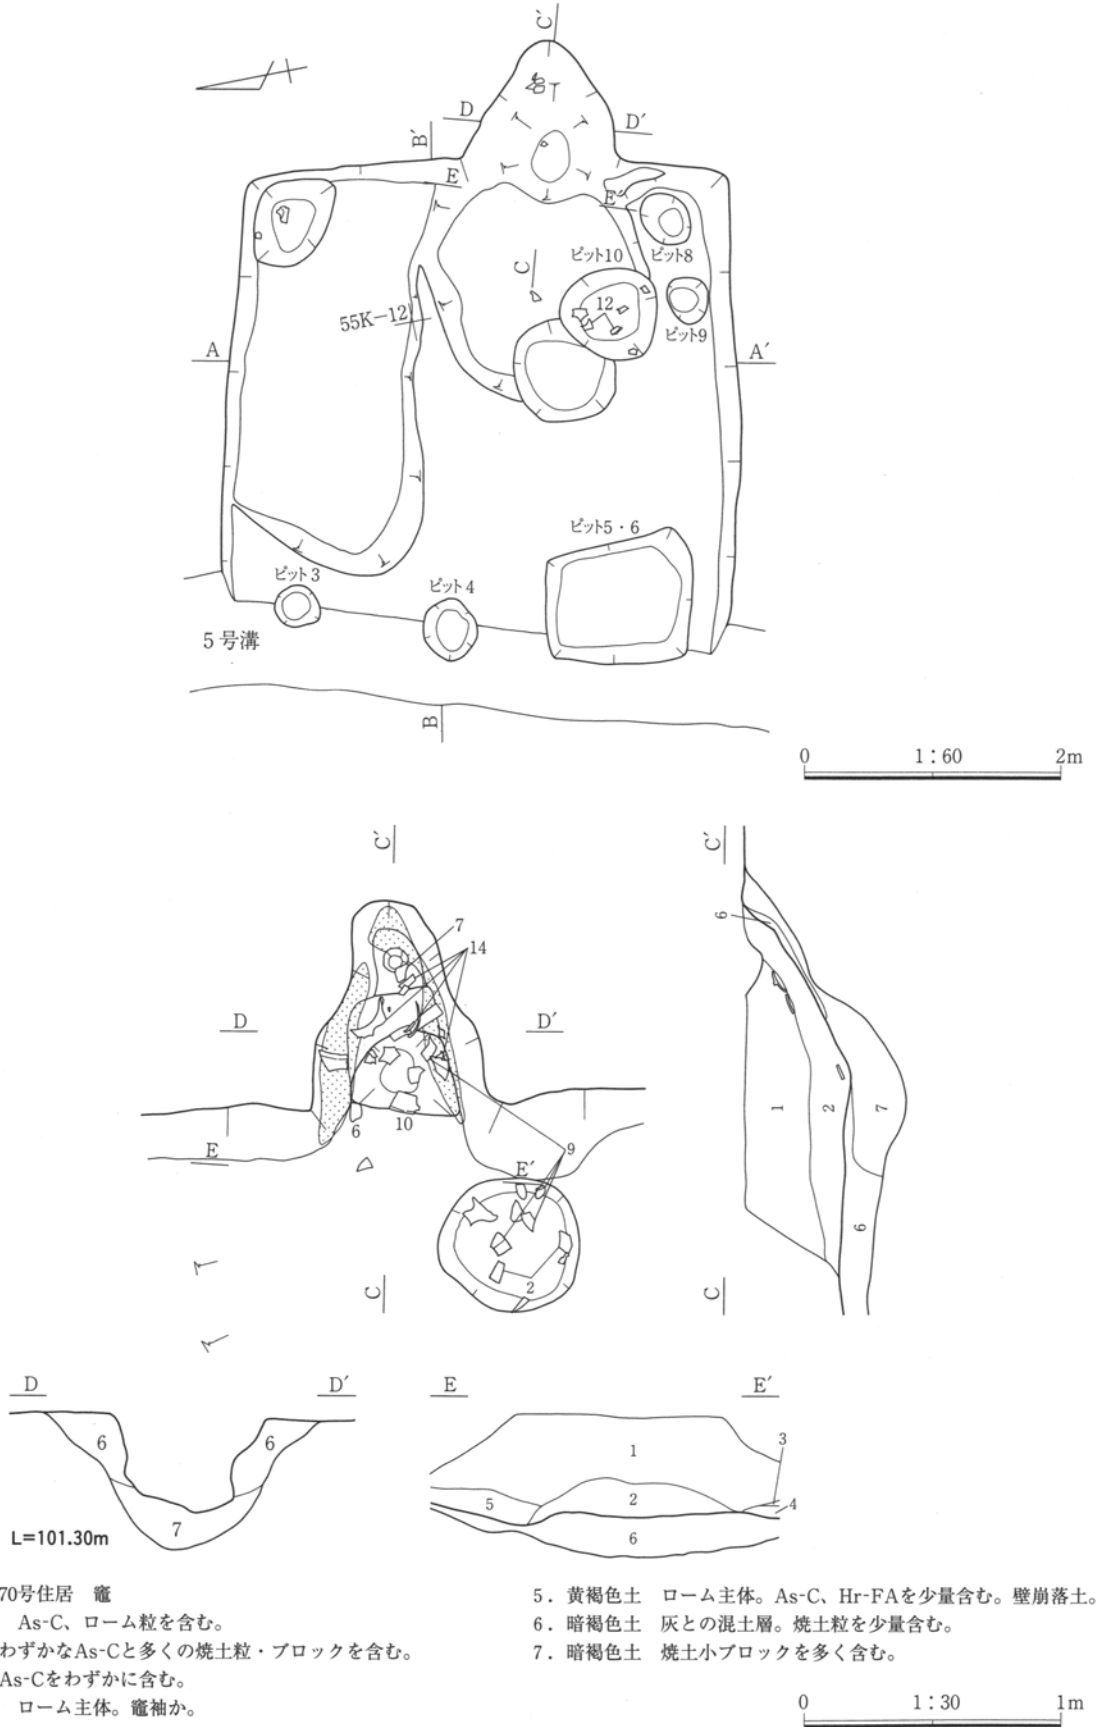 C′
D
D′
B′
E
E′
C
ピット10
ピット8
12
55K−12
ピット9
A
A′
ピット5・6
ピット3
ピット4
5号溝
B
0 1：60 2m
C′
C′
7
6
14
D
D′
1
2
7
6
10
E
9
E′
6
2
C
C
D
D′
E
E′
6
6
1
3
5
2
4
7
6
L=101.30m
70号住居　竈
As-C、ローム粒を含む。
わずかなAs-Cと多くの焼土粒・ブロックを含む。
As-Cをわずかに含む。
ローム主体。竈袖か。
5．黄褐色土　ローム主体。As-C、Hr-FAを少量含む。壁崩落土。
6．暗褐色土　灰との混土層。焼土粒を少量含む。
7．暗褐色土　焼土小ブロックを多く含む。
0 1：30 1m